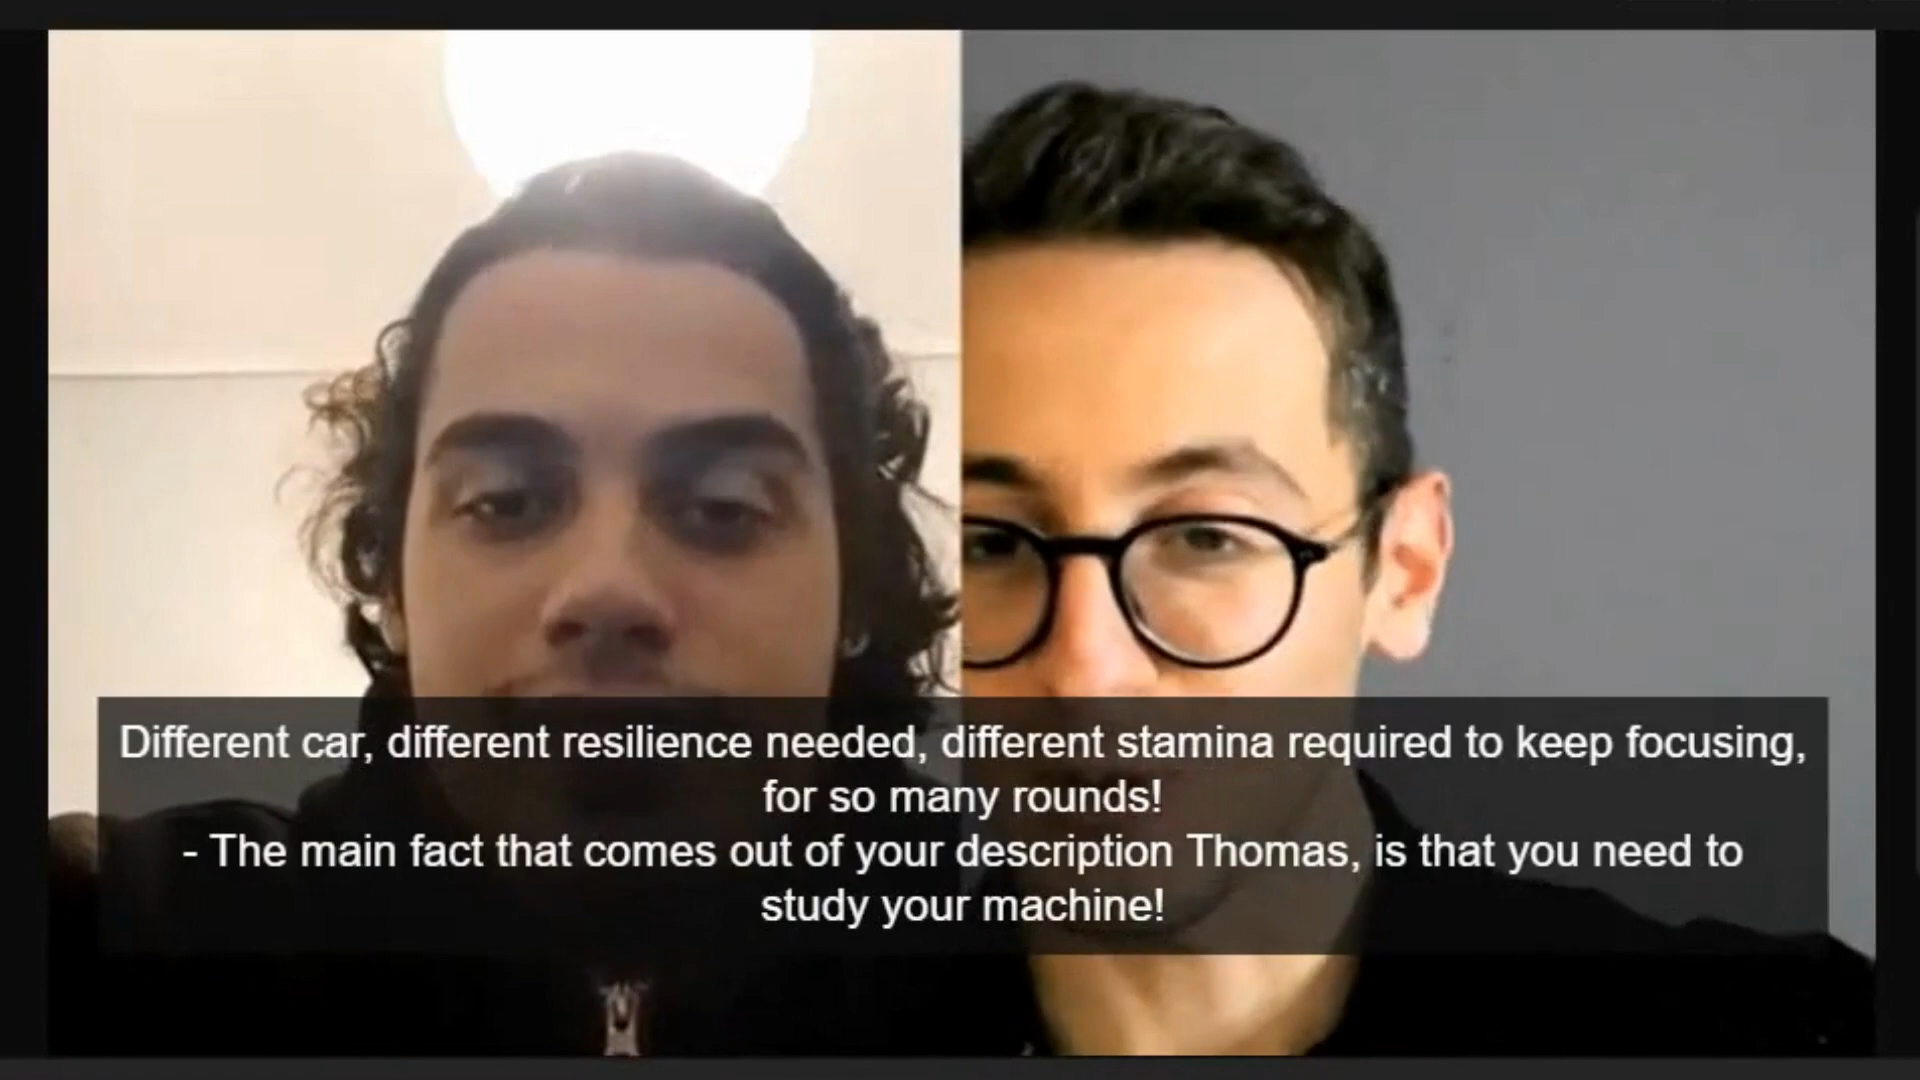 Different car, different resilience needed, different stamina required to keep focusing,
for so many rounds!
- The main fact that comes out of your description Thomas, is that you need to
study your machine!